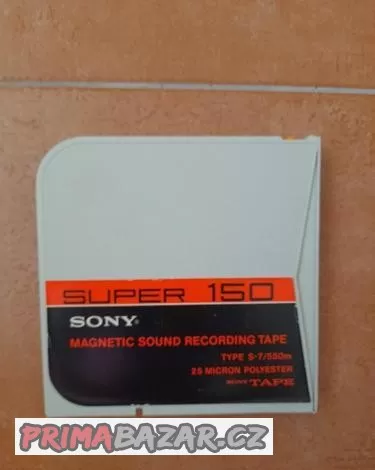 SUPER 150
SONY®
MAGNETIC SOUND RECORDING TAPE
TYPE S-7/550m
25 MICRON POLYESTER
SONY TAPE
PRIMABAZAR.CZ